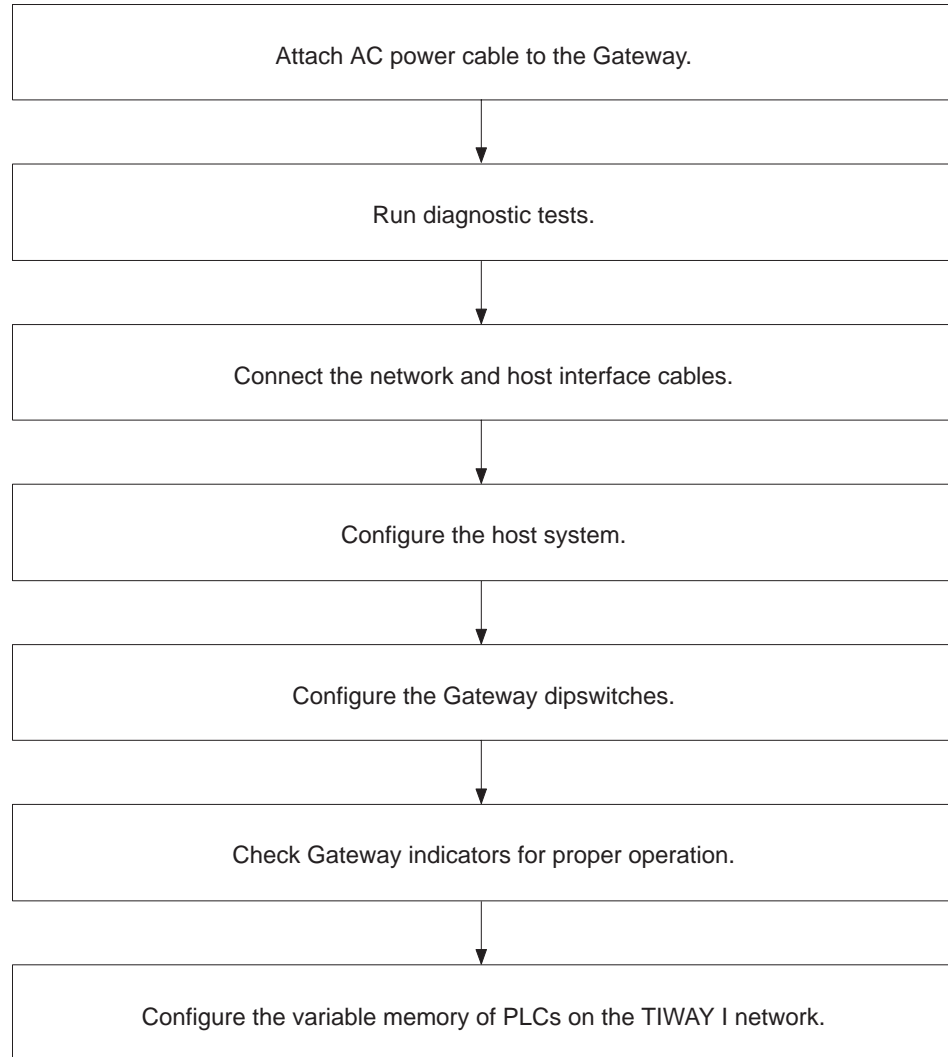 Attach AC power cable to the Gateway.
Run diagnostic tests.
Connect the network and host interface cables.
Configure the host system.
Configure the Gateway dipswitches.
Check Gateway indicators for proper operation.
Configure the variable memory of PLCs on the TIWAY I network.